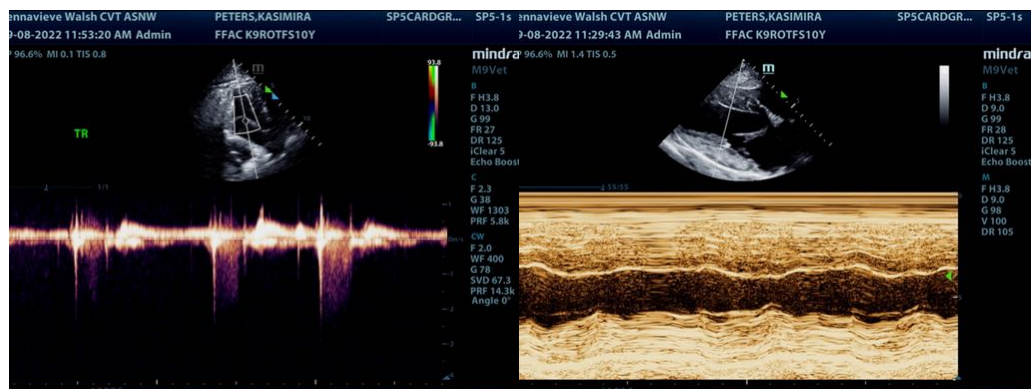 ennavieve Walsh CVT ASNW PETERS,KASIMIRA SP5CARDGR... SP5-1s
9-08-2022 11:53:20 AM Admin FFAC K9ROTFS10Y
P 96.6% MI 0.1 TIS 0.8
mindra
M9Vet
93.8
-93.8
TR
B
F H3.8
D 13.0
G 99
FR 27
DR 125
iClear 5
Echo Boost
C
F 2.3
G 38
WF 1303
PRF 5.8k
CW
F 2.0
WF 400
G 78
SVD 67.3
PRF 14.3k
Angle 0°
1/1
m
ennavieve Walsh CVT ASNW PETERS,KASIMIRA SP5CARDGR... SP5-1s
9-08-2022 11:29:43 AM Admin FFAC K9ROTFS10Y
P 96.6% MI 1.4 TIS 0.5
mindra
M9Vet
m
B
F H3.8
D 9.0
G 99
FR 28
DR 125
iClear 5
Echo Boost
M
F H3.8
D 9.0
G 98
V 100
DR 105
55/55